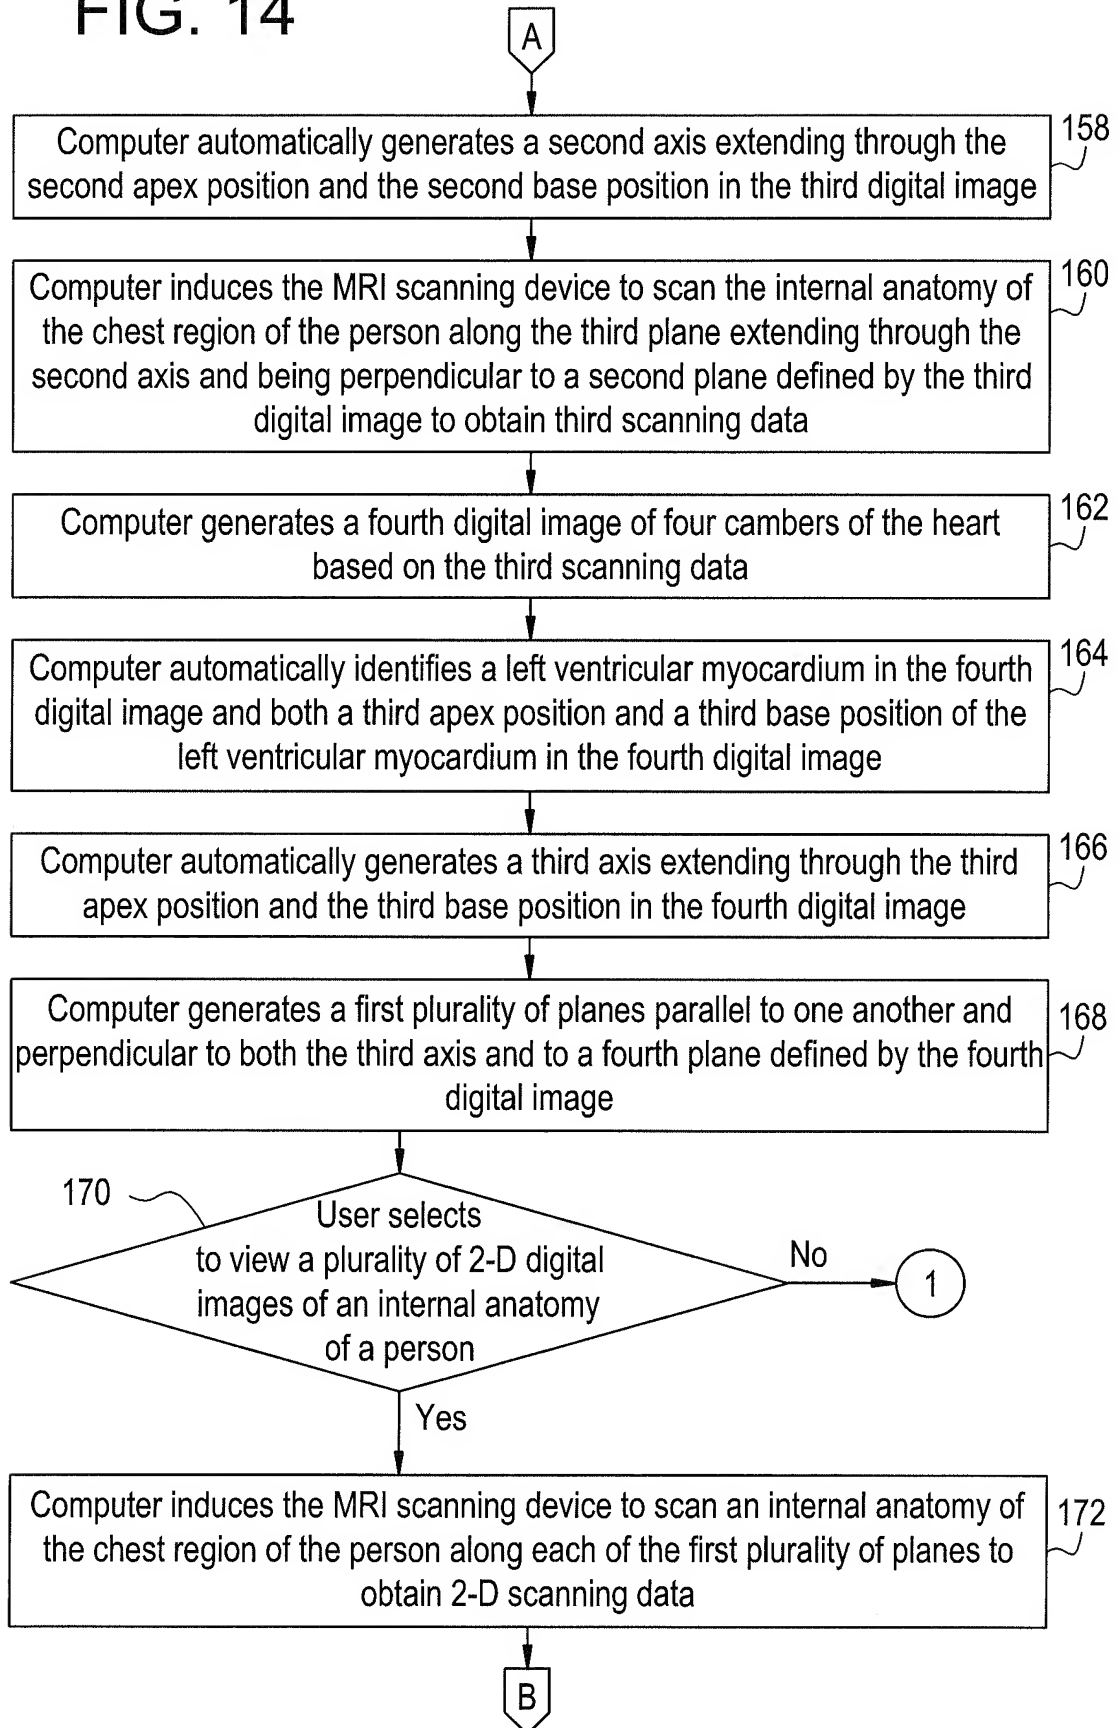 FIG. 14
A
Computer automatically generates a second axis extending through the
second apex position and the second base position in the third digital image
158
Computer induces the MRI scanning device to scan the internal anatomy of
the chest region of the person along the third plane extending through the
second axis and being perpendicular to a second plane defined by the third
digital image to obtain third scanning data
160
Computer generates a fourth digital image of four cambers of the heart
based on the third scanning data
162
Computer automatically identifies a left ventricular myocardium in the fourth
digital image and both a third apex position and a third base position of the
left ventricular myocardium in the fourth digital image
164
Computer automatically generates a third axis extending through the third
apex position and the third base position in the fourth digital image
166
Computer generates a first plurality of planes parallel to one another and
perpendicular to both the third axis and to a fourth plane defined by the fourth
digital image
168
170
User selects
to view a plurality of 2-D digital
images of an internal anatomy
of a person
No
1
Yes
Computer induces the MRI scanning device to scan an internal anatomy of
the chest region of the person along each of the first plurality of planes to
obtain 2-D scanning data
172
B